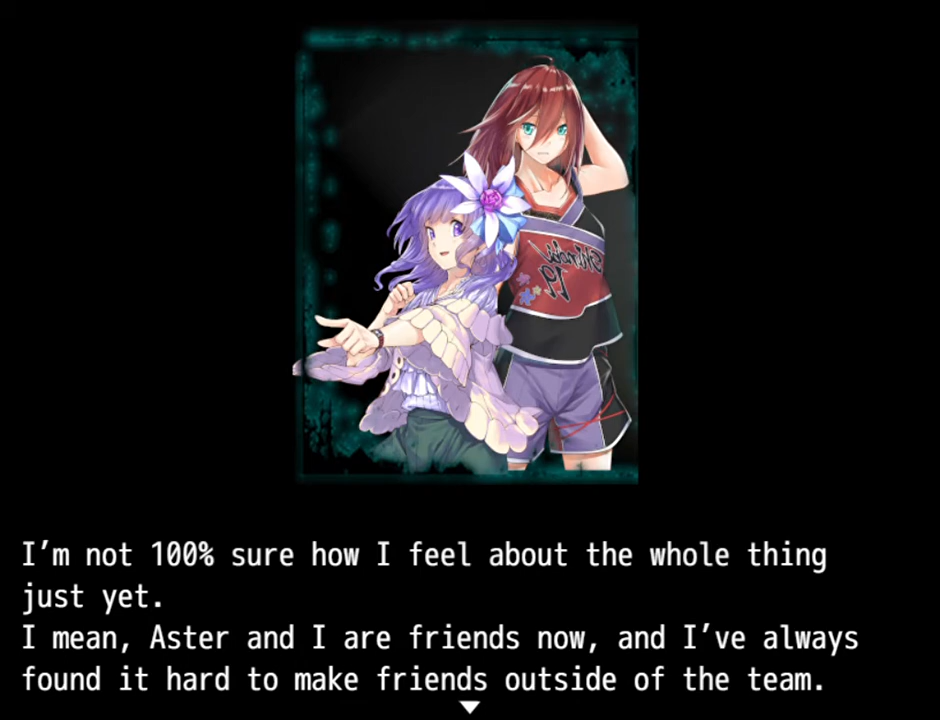 I'm not 100% sure how I feel about the whole thing
just yet.
I mean, Aster and I are friends now, and I've always
found it hard to make friends outside of the team.